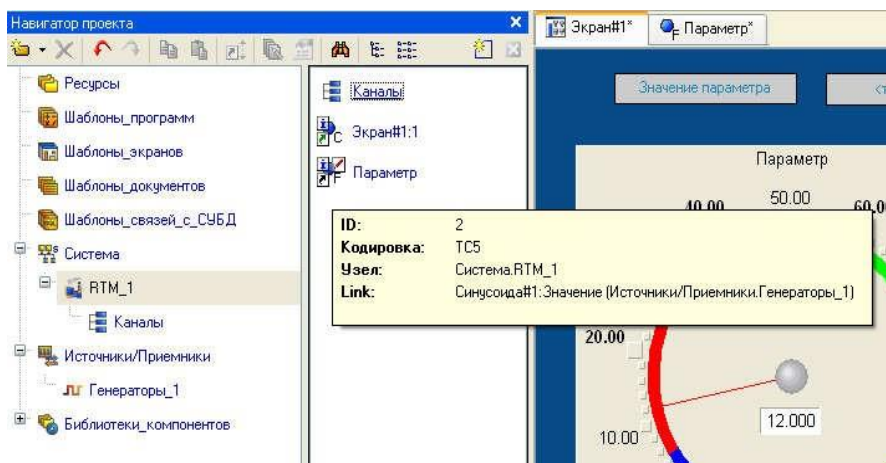 Навигатор проекта
Ресурсы
Шаблоны_программ
Шаблоны_экранов
Шаблоны_документов
Шаблоны_связей_с_СУБД
Система
RTM_1
Каналы
Источники/Приемники
Генераторы_1
Библиотеки_компонентов
Каналы
Экран#1:1
Параметр
ID: 2
Кодировка: TC5
Узел: Система.RTM_1
Link: Синусоида#1:Значение (Источники/Приемники.Генераторы_1)
Экран#1*
Параметр*
Значение параметра
Параметр
40.00
50.00
20.00
10.00
12.000